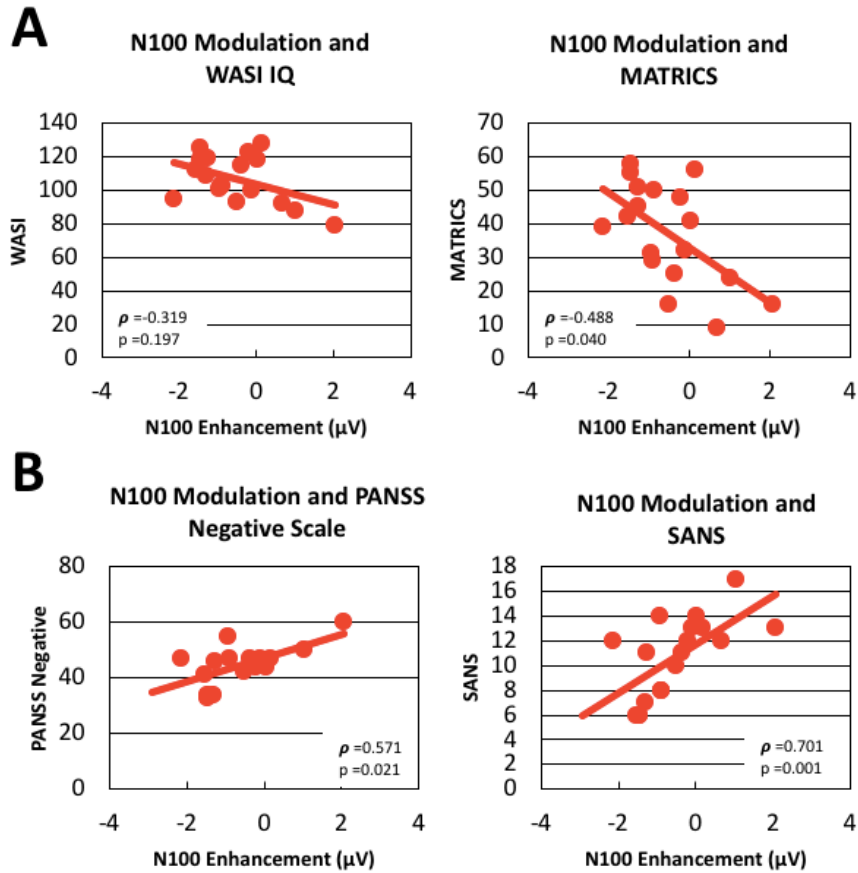 A
N100 Modulation and
WASI IQ
140
120
100
80
60
40
20
0
WASI
ρ =-0.319
p =0.197
-4
-2
0
2
4
N100 Enhancement (µV)
N100 Modulation and
MATRICS
70
60
50
40
30
20
10
0
MATRICS
ρ =-0.488
p =0.040
-4
-2
0
2
4
N100 Enhancement (µV)
B
N100 Modulation and PANSS
Negative Scale
80
60
40
20
0
PANSS Negative
ρ =0.571
p =0.021
-4
-2
0
2
4
N100 Enhancement (µV)
N100 Modulation and
SANS
18
16
14
12
10
8
6
4
2
0
SANS
ρ =0.701
p =0.001
-4
-2
0
2
4
N100 Enhancement (µV)